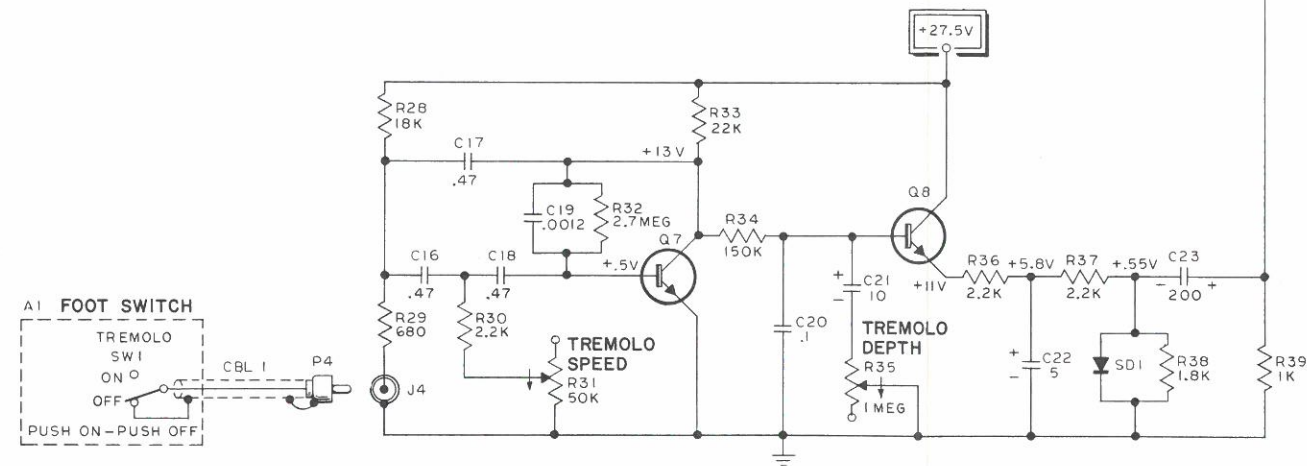 +27.5V
R28
18K
C17
.47
+13V
R33
22K
C19
.0012
R32
2.7MEG
Q7
R34
150K
Q8
C16
.47
C18
.47
+.5V
R36
2.2K
+5.8V
R37
2.2K
+.55V
C23
- +
200
+11V
+
-
C21
10
A1 FOOT SWITCH
TREMOLO
SW1
ON
OFF
CBL 1
P4
PUSH ON-PUSH OFF
R29
680
J4
R30
2.2K
TREMOLO
SPEED
R31
50K
C20
.1
TREMOLO
DEPTH
R35
1 MEG
+
-
C22
5
SD1
R38
1.8K
R39
1K